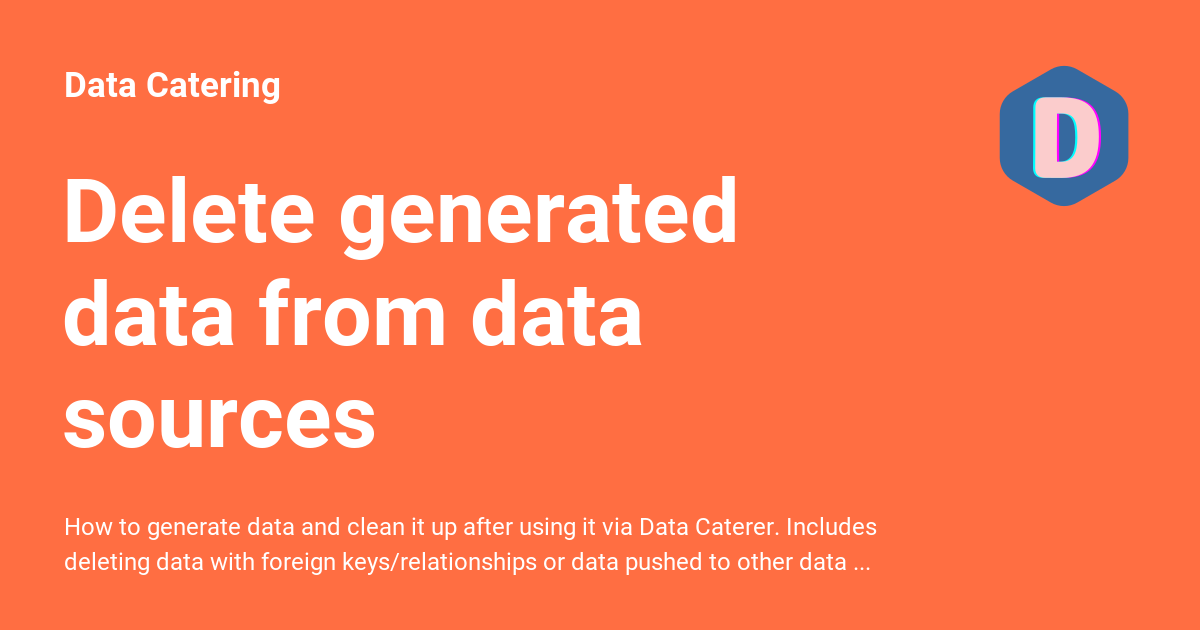 Data Catering
D
Delete generated
data from data
sources
How to generate data and clean it up after using it via Data Caterer. Includes
deleting data with foreign keys/relationships or data pushed to other data ...